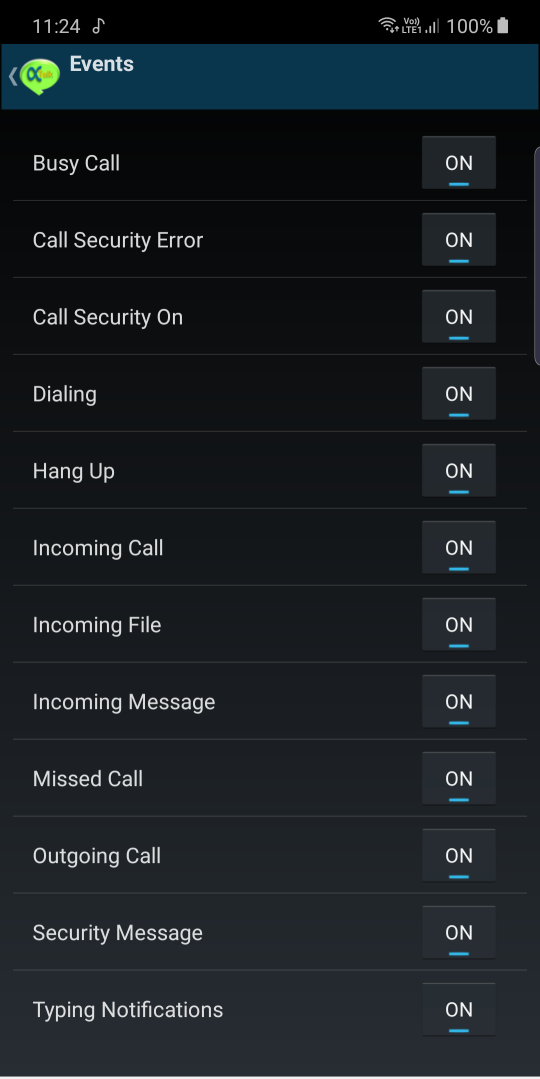 11:24
Vo))
LTE1
100%
Events
Busy Call ON
Call Security Error ON
Call Security On ON
Dialing ON
Hang Up ON
Incoming Call ON
Incoming File ON
Incoming Message ON
Missed Call ON
Outgoing Call ON
Security Message ON
Typing Notifications ON